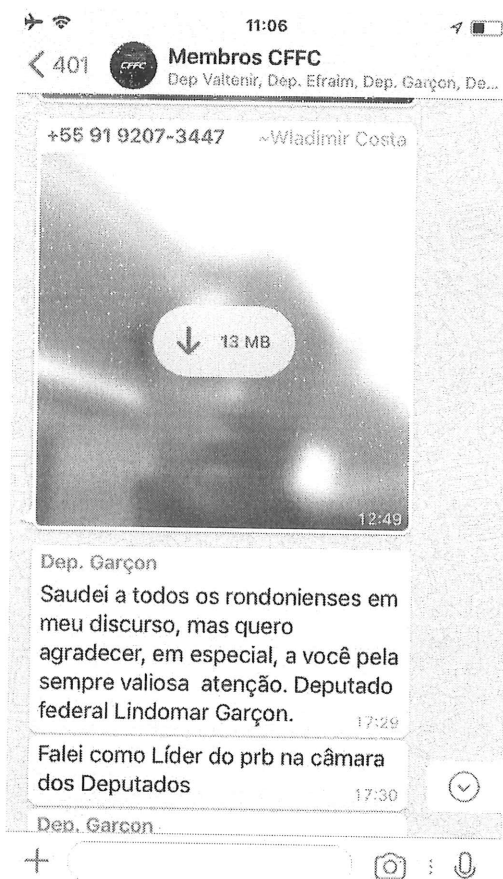 11:06
401
CFFC
Membros CFFC
Dep Valtenir, Dep. Efraim, Dep. Garçon, De...
+55 91 9207-3447 ~Wladimir Costa
13 MB
12:49
Dep. Garçon
Saudei a todos os rondonienses em
meu discurso, mas quero
agradecer, em especial, a você pela
sempre valiosa atenção. Deputado
federal Lindomar Garçon.
17:29
Falei como Líder do prb na câmara
dos Deputados
17:30
Dep. Garçon